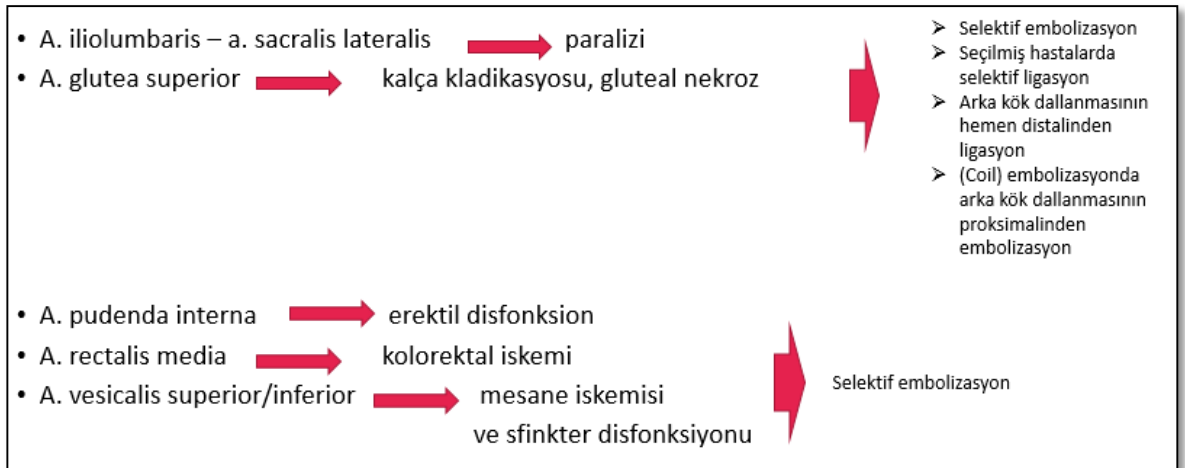 • A. iliolumbaris – a. sacralis lateralis paralizi
• A. glutea superior kalça kladikasyosu, gluteal nekroz
➢ Selektif embolizasyon
➢ Seçilmiş hastalarda
selektif ligasyon
➢ Arka kök dallanmasının
hemen distalinden
ligasyon
➢ (Coil) embolizasyonda
arka kök dallanmasının
proksimalinden
embolizasyon
• A. pudenda interna erektil disfonksion
• A. rectalis media kolorektal iskemi
• A. vesicalis superior/inferior mesane iskemisi
ve sfinkter disfonksiyonu
Selektif embolizasyon